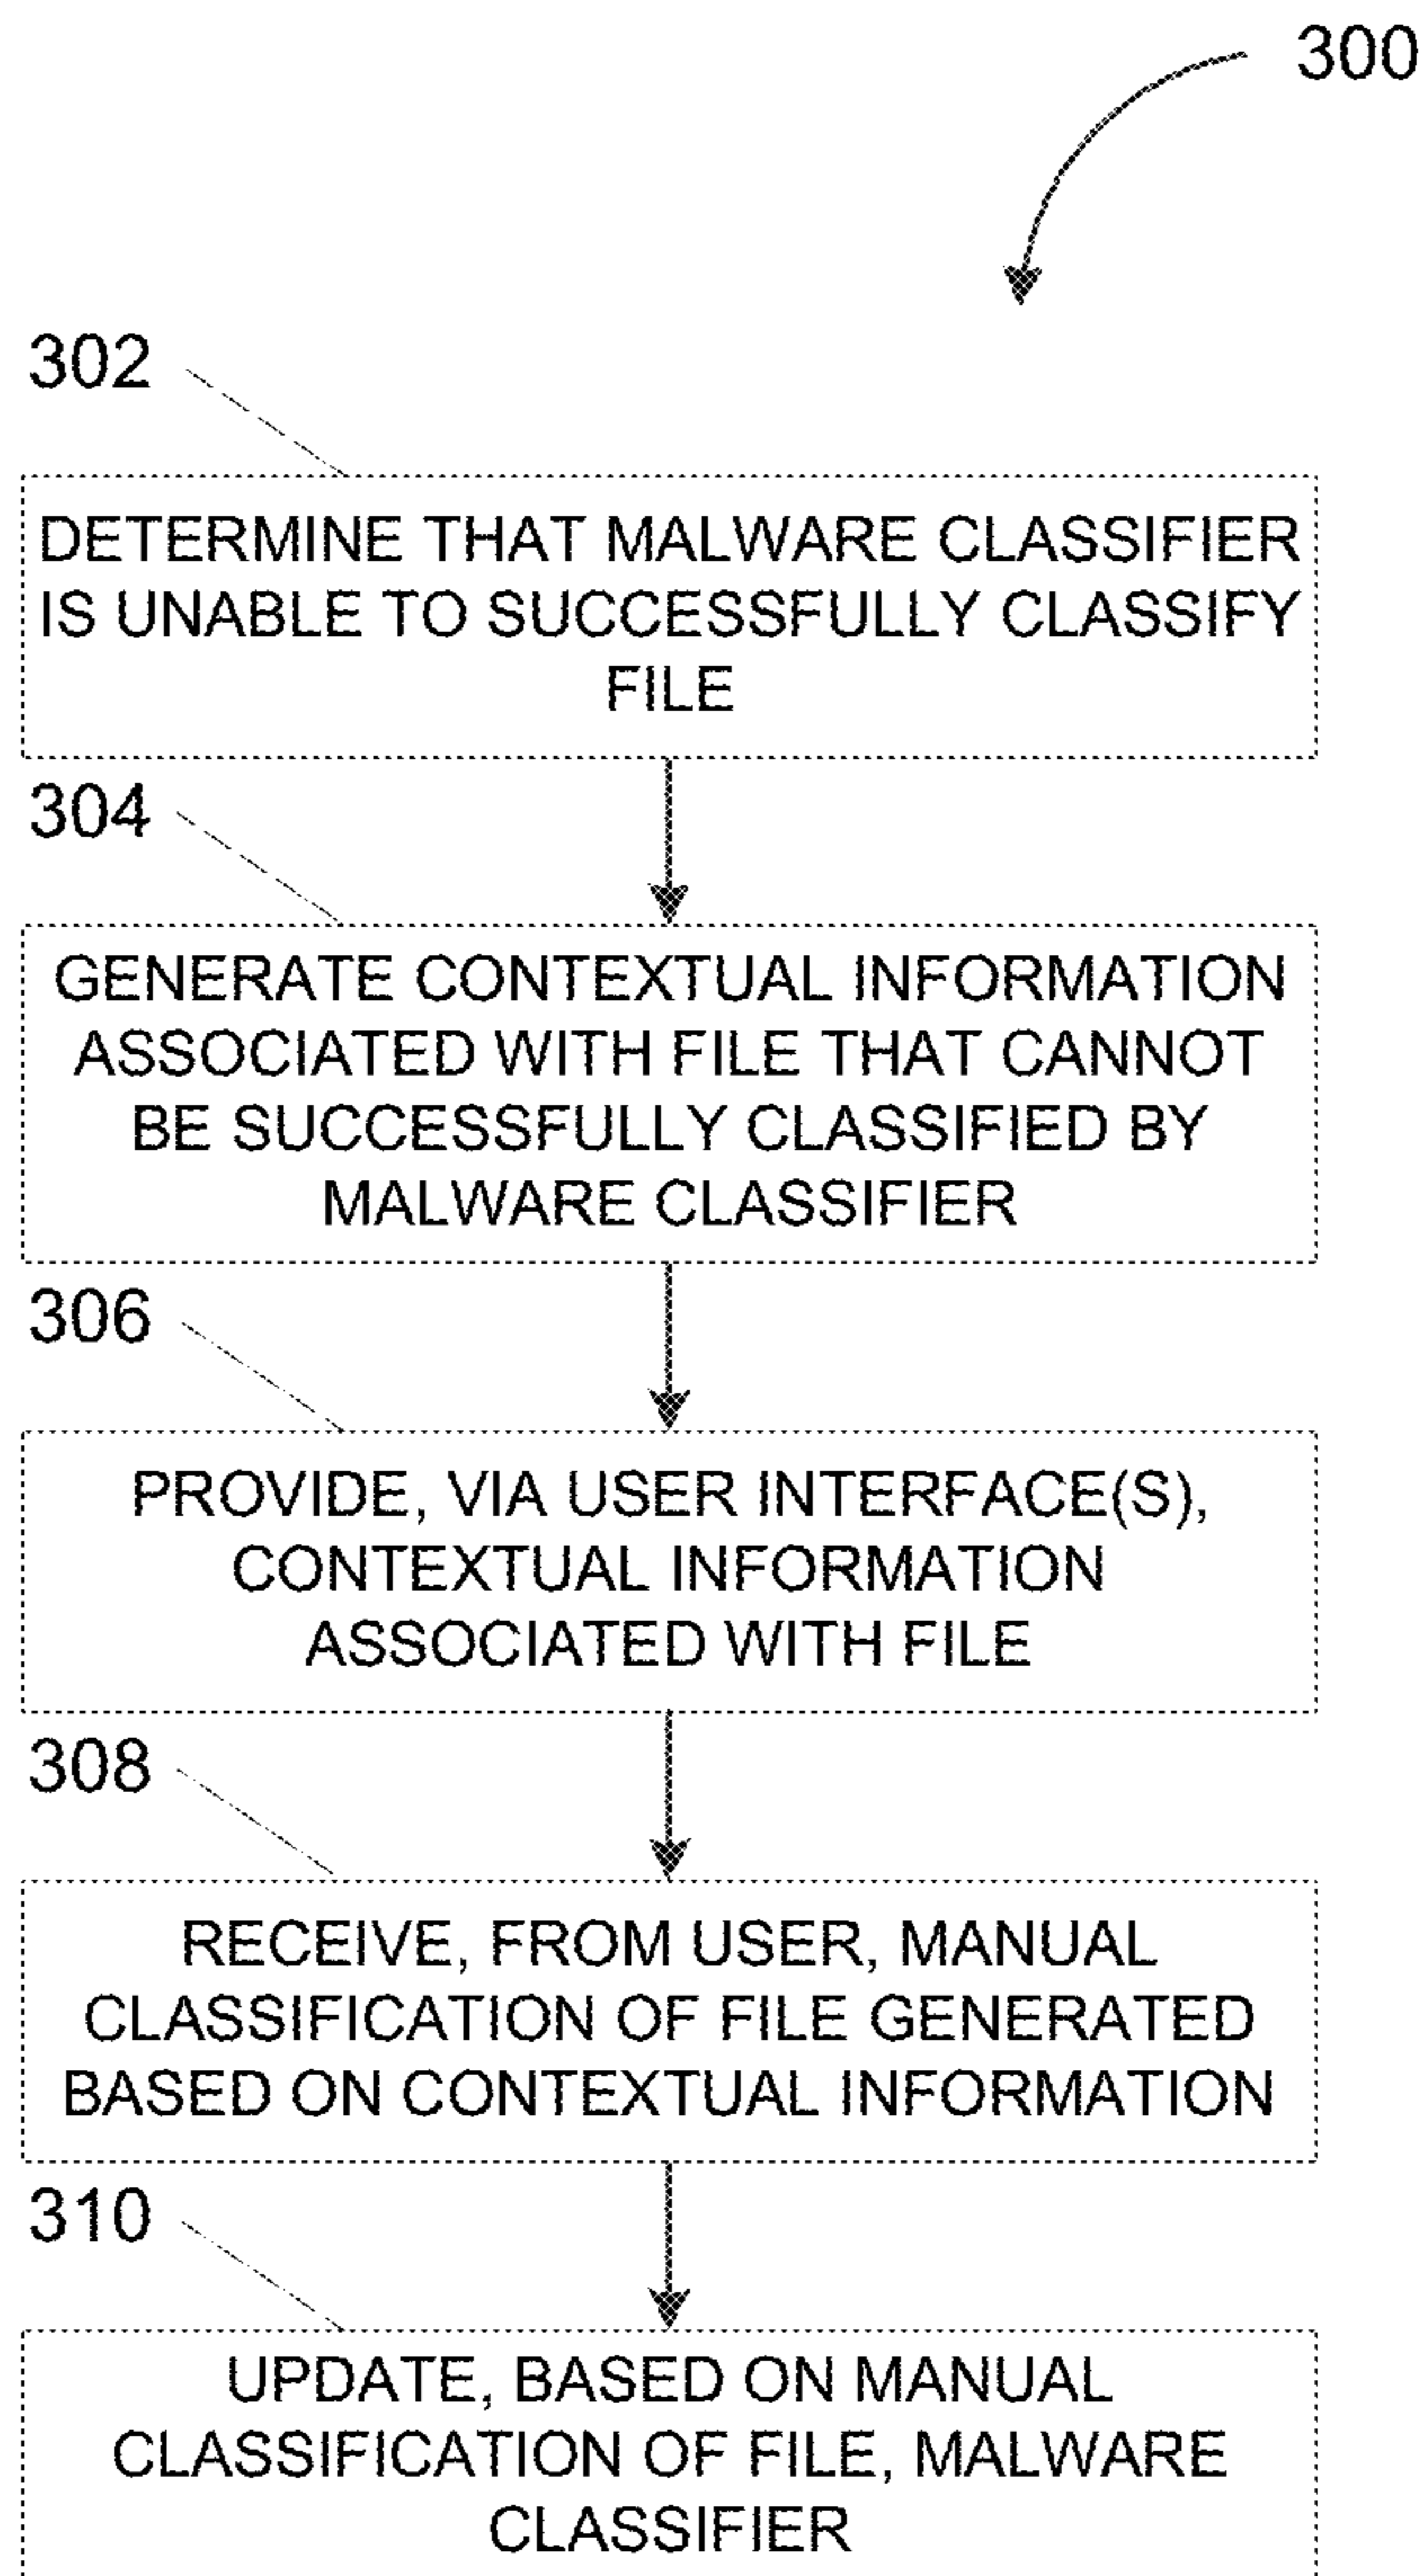 300
302
DETERMINE THAT MALWARE CLASSIFIER
IS UNABLE TO SUCCESSFULLY CLASSIFY
FILE
304
GENERATE CONTEXTUAL INFORMATION
ASSOCIATED WITH FILE THAT CANNOT
BE SUCCESSFULLY CLASSIFIED BY
MALWARE CLASSIFIER
306
PROVIDE, VIA USER INTERFACE(S),
CONTEXTUAL INFORMATION
ASSOCIATED WITH FILE
308
RECEIVE, FROM USER, MANUAL
CLASSIFICATION OF FILE GENERATED
BASED ON CONTEXTUAL INFORMATION
310
UPDATE, BASED ON MANUAL
CLASSIFICATION OF FILE, MALWARE
CLASSIFIER